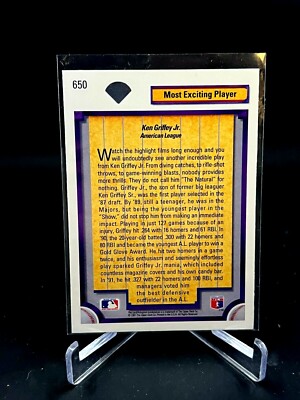 650
Most Exciting Player
Ken Griffey Jr.
American League
Watch the highlight films long enough and you
will undoubtedly see another incredible play
from Ken Griffey Jr. From diving catches, to rifle-shot
throws, to game-winning blasts, nobody provides
more thrills. They do not call him "The Natural" for
nothing. Griffey Jr., the son of former big leaguer
Ken Griffey Sr., was the first player selected in the
'87 draft. By '89, still a teenager, he was in the
Majors, but being the youngest player in the
"Show," did not stop him from making an immediate
impact. Playing in just 127 games because of an
injury, Griffey hit .264 with 16 homers and 61 RBI. In
'90, the 20-year-old batted .300 with 22 homers and
80 RBI and became the youngest A.L. player to win a
Gold Glove Award. He hit two homers in a game
twice, and his enthusiasm and seemingly effortless
play sparked Griffey Jr. mania, which included
countless magazine covers and his own candy bar.
In '91, he hit .327 with 22 homers and 100 RBI, and
managers voted him
the best defensive
outfielder in the A.L.